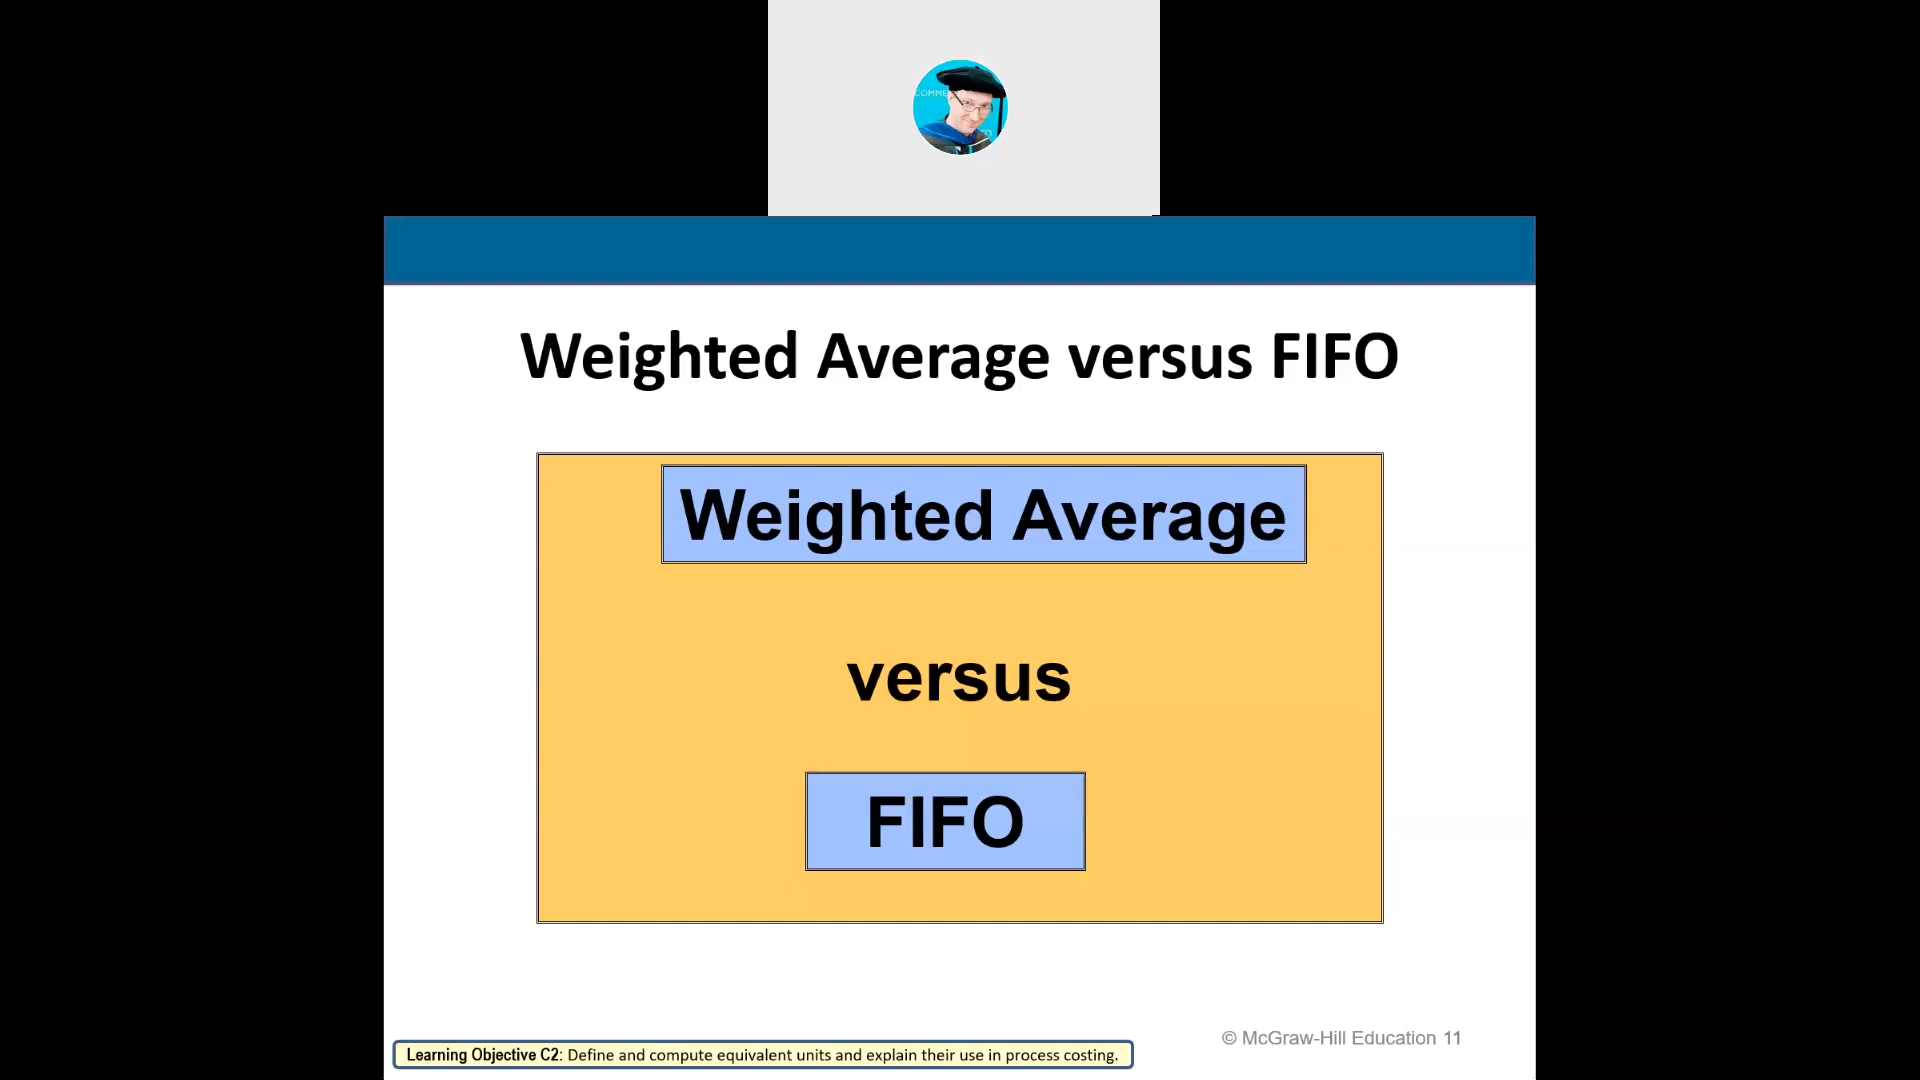 COMME
Weighted Average versus FIFO
Weighted Average
versus
FIFO
© McGraw-Hill Education 11
Learning Objective C2: Define and compute equivalent units and explain their use in process costing.